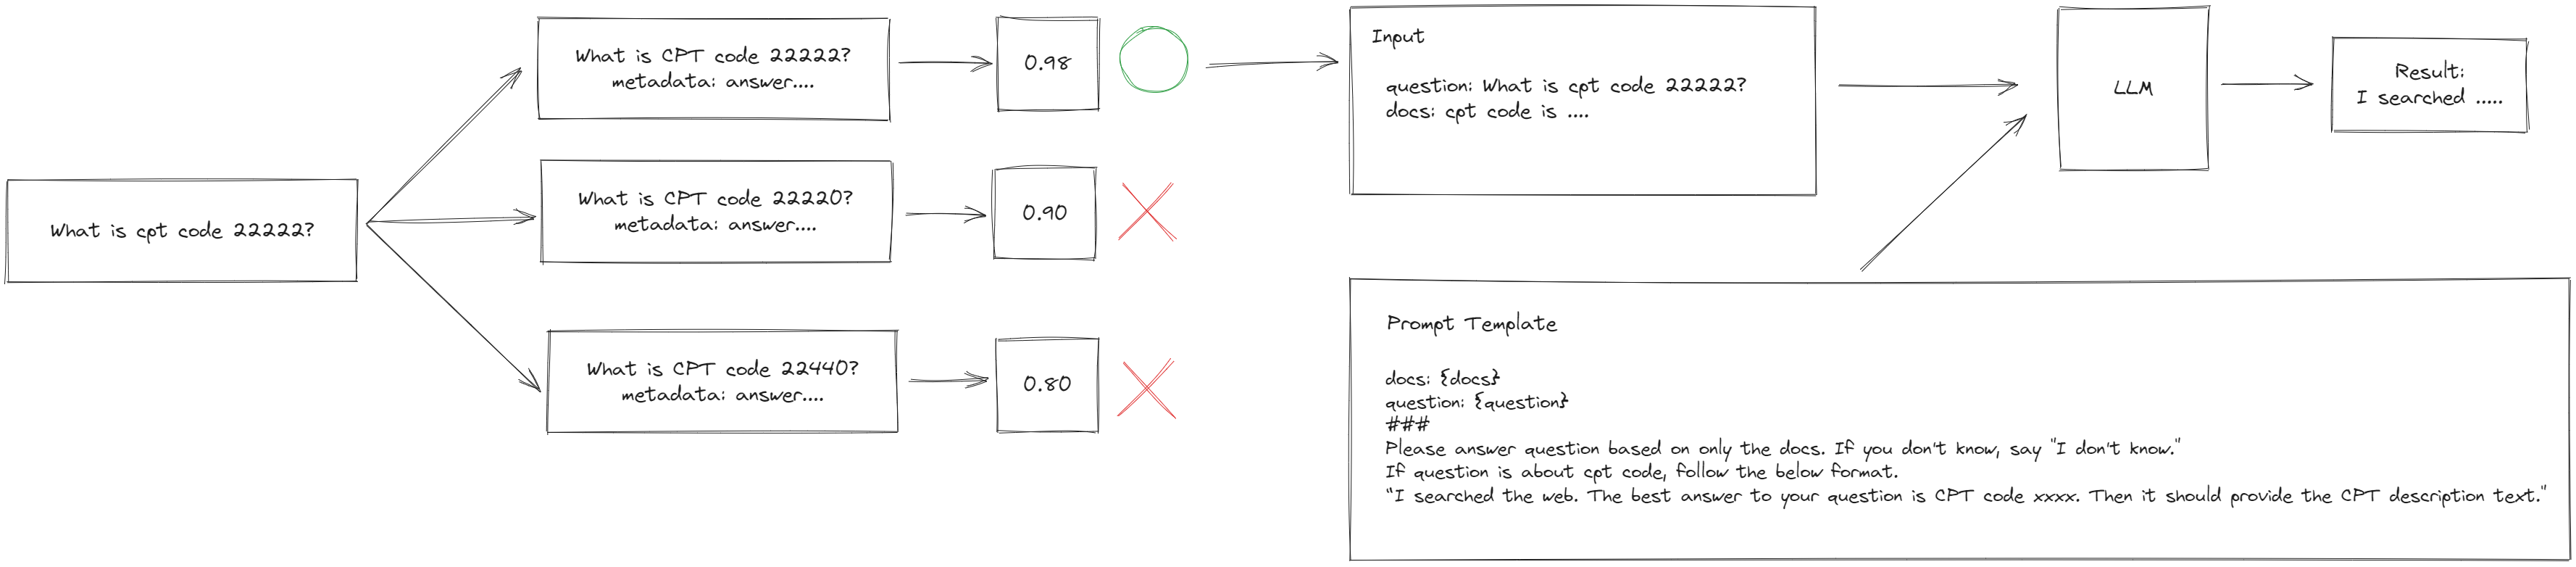 What is cpt code 22222?
What is CPT code 22222?
metadata: answer....
0.98
What is CPT code 22220?
metadata: answer....
0.90
What is CPT code 22440?
metadata: answer....
0.80
Input
question: What is cpt code 22222?
docs: cpt code is ....
LLM
Result:
I searched .....
Prompt Template
docs: {docs}
question: {question}
###
Please answer question based on only the docs. If you don't know, say "I don't know."
If question is about cpt code, follow the below format.
"I searched the web. The best answer to your question is CPT code xxxx. Then it should provide the CPT description text."